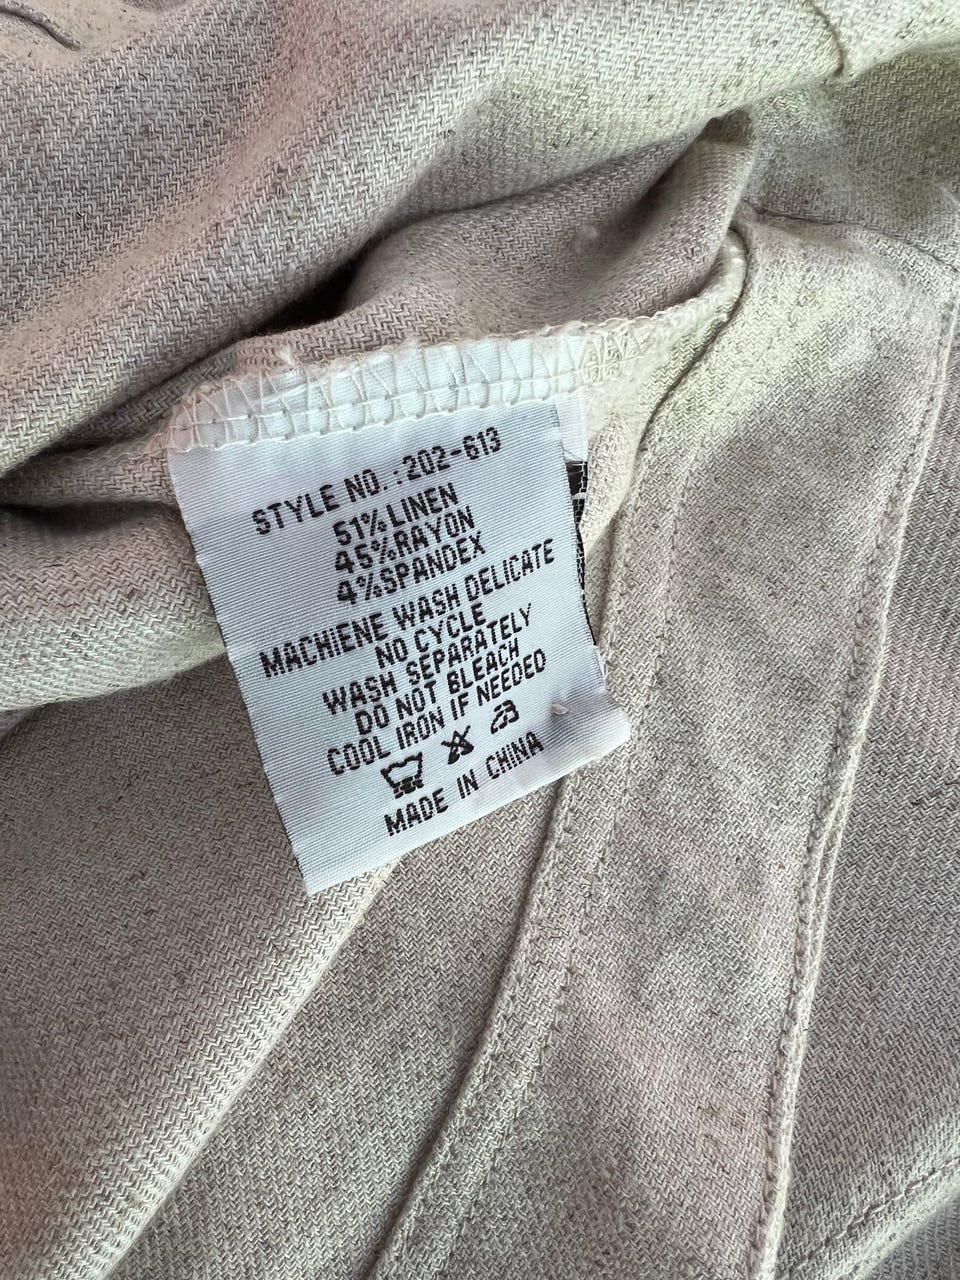 STYLE NO.:202-613
51%LINEN
45%RAYON
4%SPANDEX
MACHIENE WASH DELICATE
NO CYCLE
WASH SEPARATELY
DO NOT BLEACH
COOL IRON IF NEEDED
MADE IN CHINA